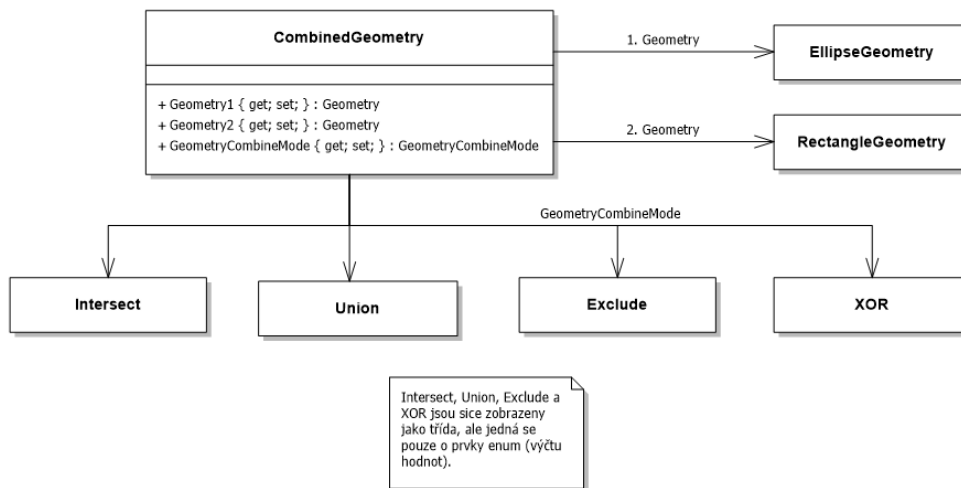 CombinedGeometry
+ Geometry1 { get; set; } : Geometry
+ Geometry2 { get; set; } : Geometry
+ GeometryCombineMode { get; set; } : GeometryCombineMode
1. Geometry
EllipseGeometry
2. Geometry
RectangleGeometry
GeometryCombineMode
Intersect
Union
Exclude
XOR
Intersect, Union, Exclude a
XOR jsou sice zobrazeny
jako třída, ale jedná se
pouze o prvky enum (výčtu
hodnot).